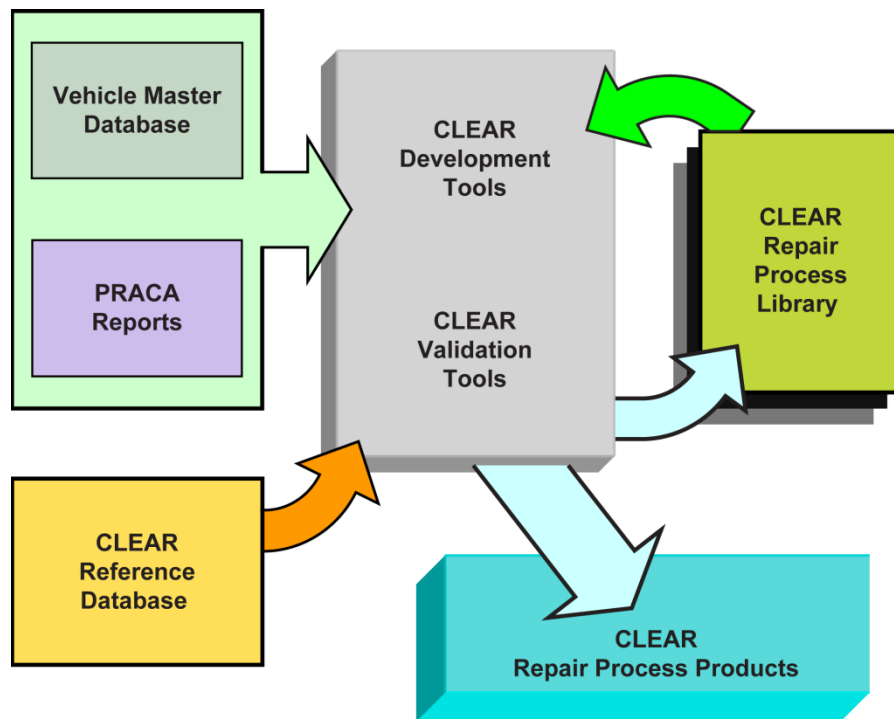 Vehicle Master
Database
PRACA
Reports
CLEAR
Development
Tools
CLEAR
Validation
Tools
CLEAR
Repair
Process
Library
CLEAR
Reference
Database
CLEAR
Repair Process Products